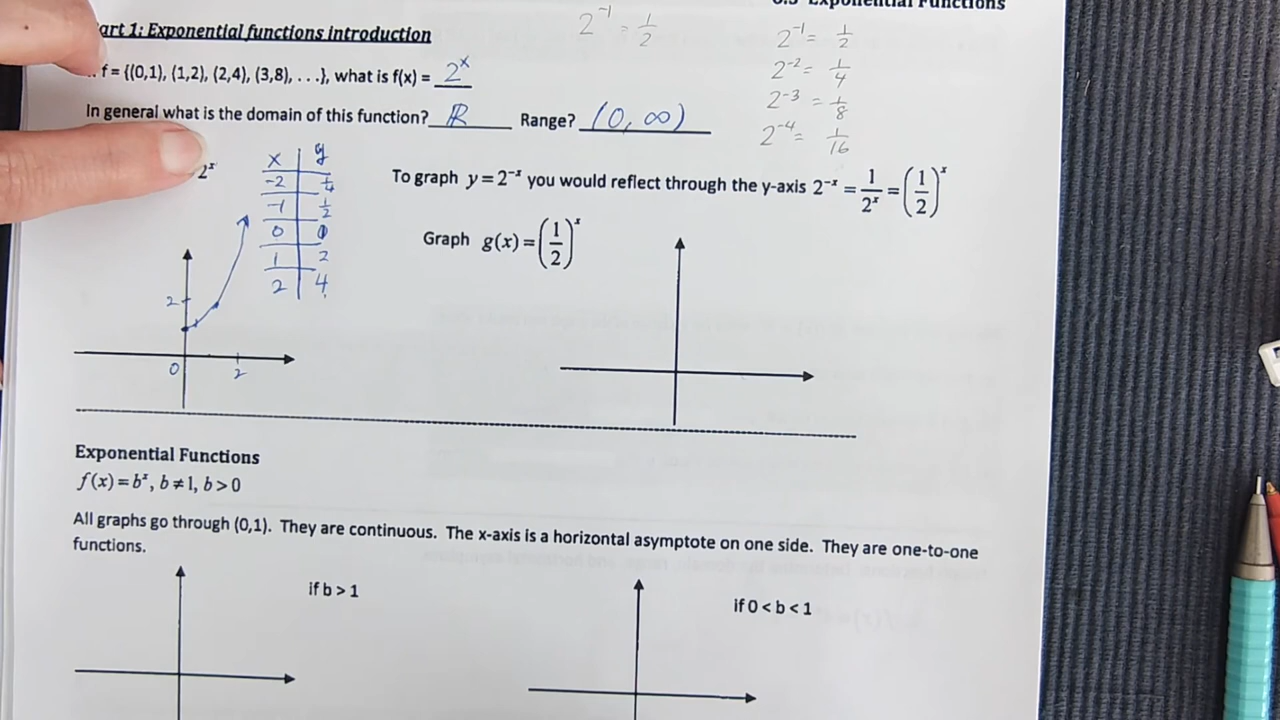 Exponential Functions
2^-1 = 1/2
2^-1 = 1/2
2^-2 = 1/4
2^-3 = 1/8
2^-4 = 1/16
art 1: Exponential functions introduction
f = {(0,1), (1,2), (2,4), (3,8), . . .}, what is f(x) = 2^x
In general what is the domain of this function? ℝ Range? (0, ∞)
2^x
x y
-2 1/4
-1 1/2
0 1
1 2
2 4
2
0
2
To graph y = 2^-x you would reflect through the y-axis 2^-x = 1/2^x = (1/2)^x
Graph g(x) = (1/2)^x
Exponential Functions
f(x) = b^x, b ≠ 1, b > 0
All graphs go through (0,1). They are continuous. The x-axis is a horizontal asymptote on one side. They are one-to-one
functions.
if b > 1
if 0 < b < 1